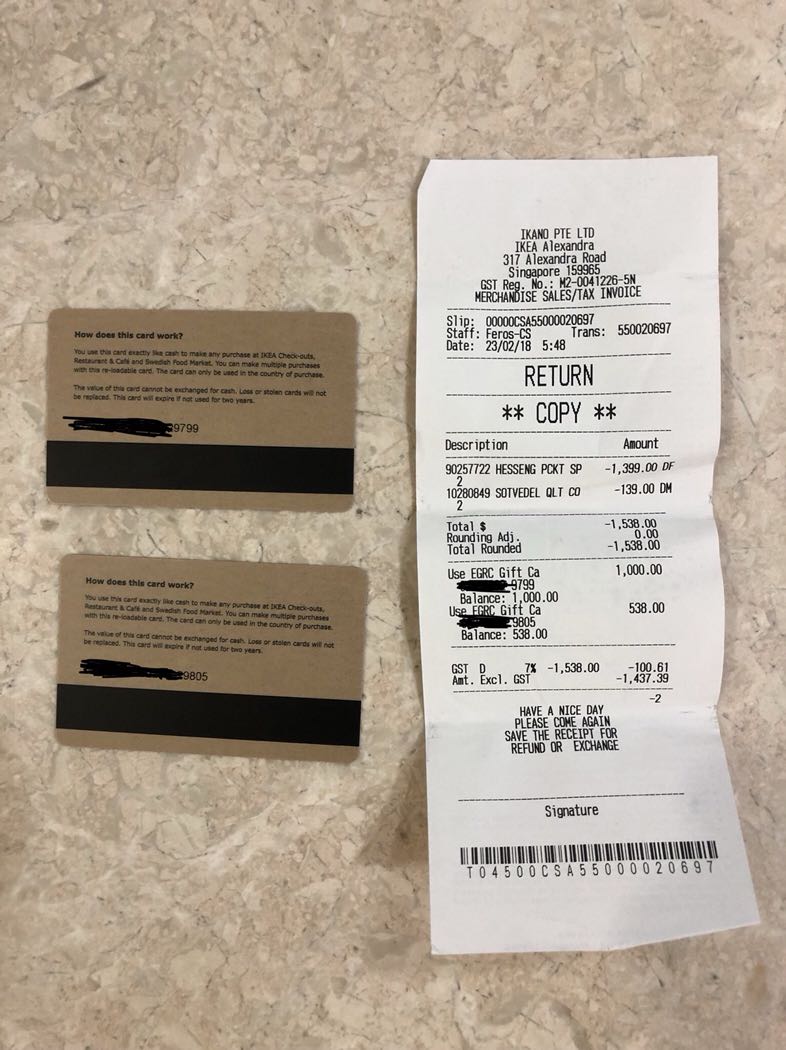 How does this card work?
You use this card exactly like cash to make any purchase at IKEA Check-outs,
Restaurant & Café and Swedish Food Market. You can make multiple purchases
with this re-loadable card. The card can only be used in the country of purchase.
The value of this card cannot be exchanged for cash. Loss or stolen cards will not
be replaced. This card will expire if not used for two years.
9799
How does this card work?
You use this card exactly like cash to make any purchase at IKEA Check-outs,
Restaurant & Café and Swedish Food Market. You can make multiple purchases
with this re-loadable card. The card can only be used in the country of purchase.
The value of this card cannot be exchanged for cash. Loss or stolen cards will not
be replaced. This card will expire if not used for two years.
9805
IKANO PTE LTD
IKEA Alexandra
317 Alexandra Road
Singapore 159965
GST Reg. No.: M2-0041226-5N
MERCHANDISE SALES/TAX INVOICE
Slip: 00000CSA55000020697
Staff: Feros-CS Trans: 550020697
Date: 23/02/18 5:48
RETURN
** COPY **
Description Amount
90257722 HESSENG PCKT SP -1,399.00 DF
2
10280849 SOTVEDEL QLT CO -139.00 DM
2
Total $ -1,538.00
Rounding Adj. 0.00
Total Rounded -1,538.00
Use EGRC Gift Ca 1,000.00
9799
Balance: 1,000.00
Use EGRC Gift Ca 538.00
9805
Balance: 538.00
GST D 7% -1,538.00 -100.61
Amt. Excl. GST -1,437.39
-2
HAVE A NICE DAY
PLEASE COME AGAIN
SAVE THE RECEIPT FOR
REFUND OR EXCHANGE
Signature
T04500CSA55000020697